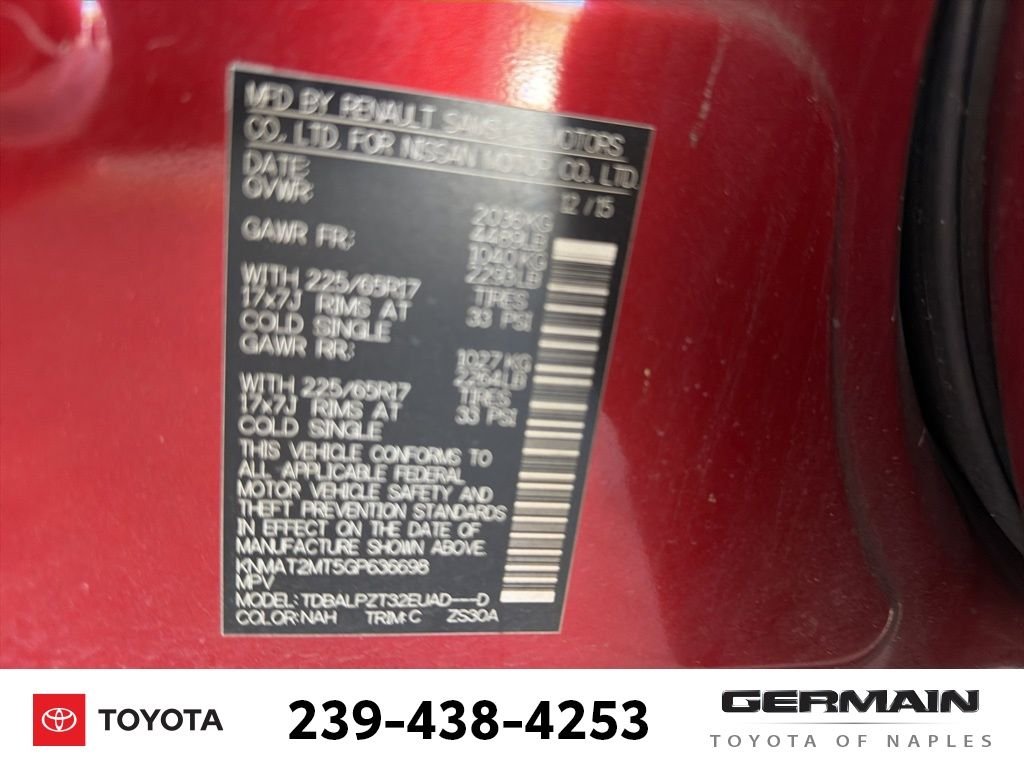 MFD BY RENAULT SAMSUNG MOTORS
CO. LTD. FOR NISSAN MOTOR CO. LTD.
DATE: 12/15
GVWR: 2036KG
4489LB
GAWR FR: 1040KG
2293LB
WITH 225/65R17 TIRES
17x7J RIMS AT 33 PSI
COLD SINGLE
GAWR RR: 1027KG
2264LB
WITH 225/65R17 TIRES
17x7J RIMS AT 33 PSI
COLD SINGLE
THIS VEHICLE CONFORMS TO
ALL APPLICABLE FEDERAL
MOTOR VEHICLE SAFETY AND
THEFT PREVENTION STANDARDS
IN EFFECT ON THE DATE OF
MANUFACTURE SHOWN ABOVE.
KNMAT2MT5GP636698
MPV
MODEL: TDBALPZT32EUAD---D
COLOR:NAH TRIM:C ZS30A
TOYOTA
239-438-4253
GERMAIN
TOYOTA OF NAPLES